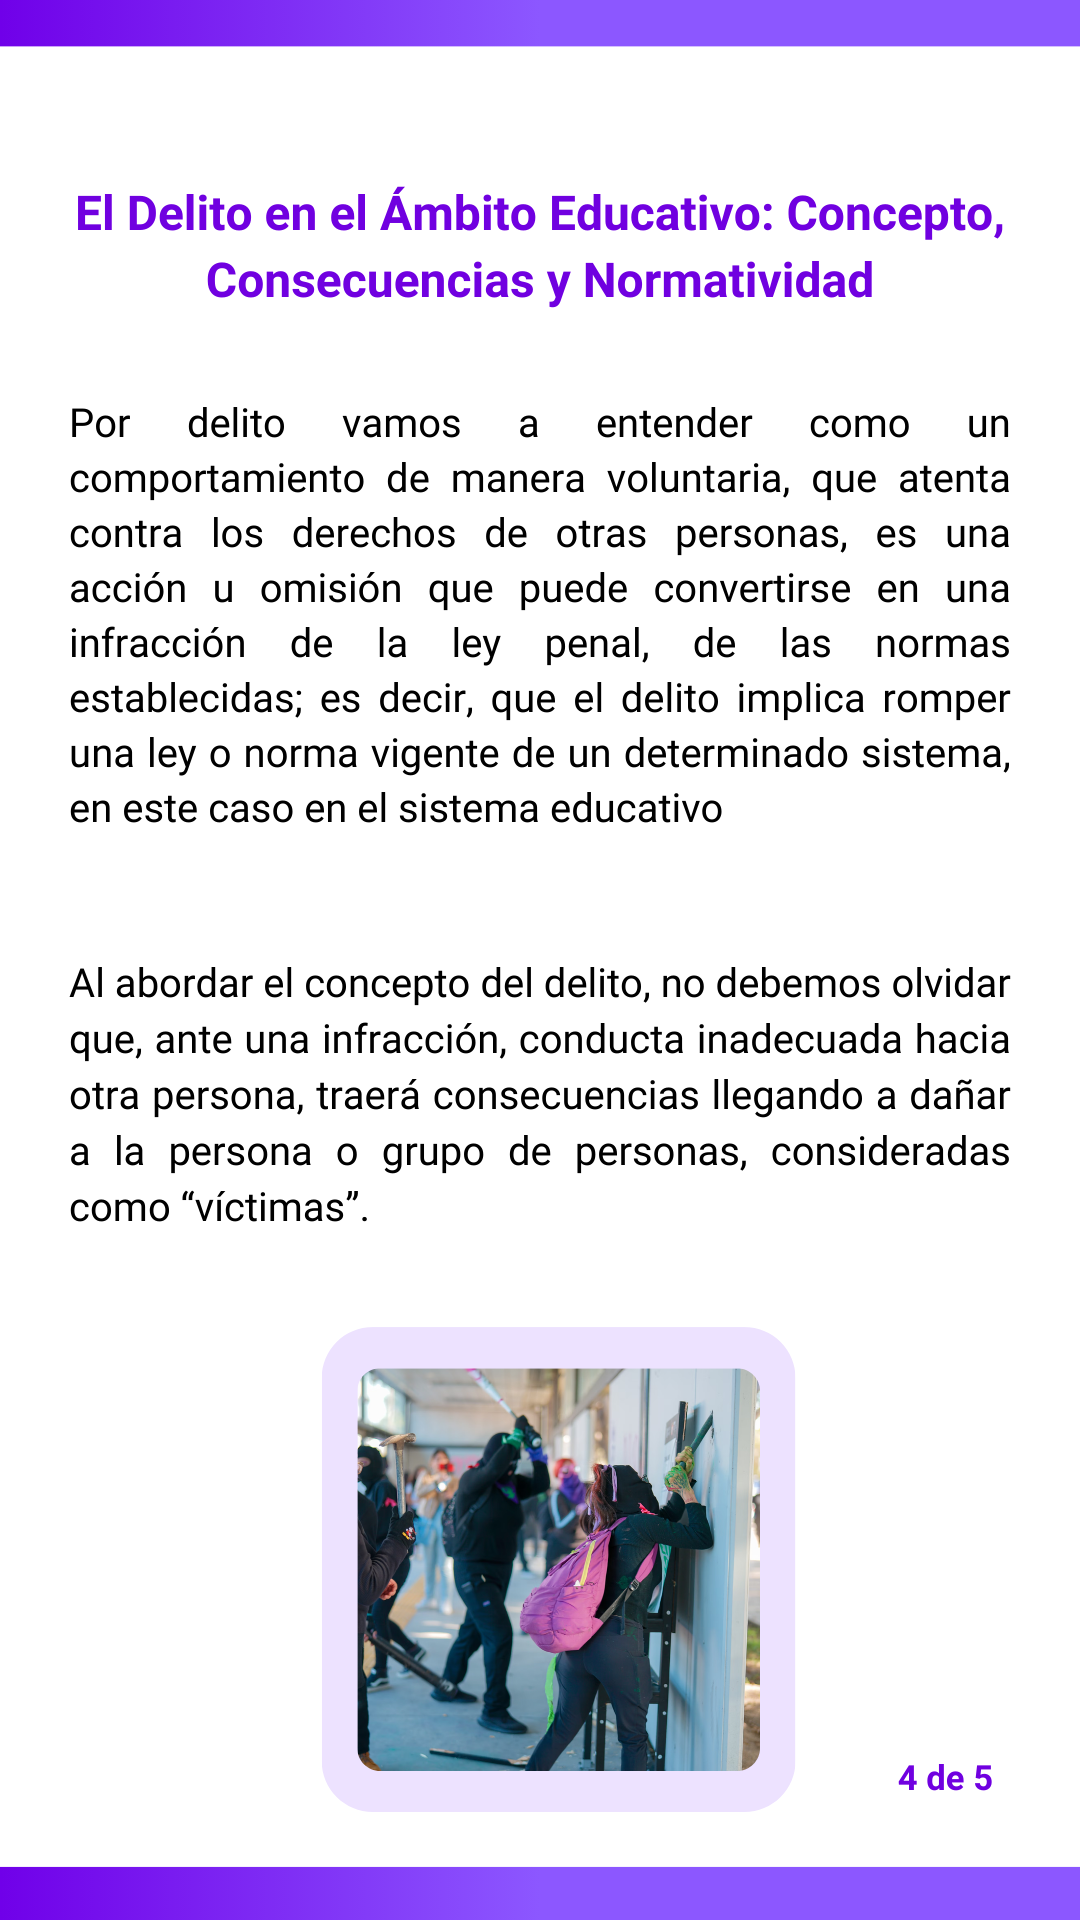 El Delito en el Ámbito Educativo: Concepto,
Consecuencias y Normatividad
Por delito vamos a entender como un
comportamiento de manera voluntaria, que atenta
contra los derechos de otras personas, es una
acción u omisión que puede convertirse en una
infracción de la ley penal, de las normas
establecidas; es decir, que el delito implica romper
una ley o norma vigente de un determinado sistema,
en este caso en el sistema educativo
Al abordar el concepto del delito, no debemos olvidar
que, ante una infracción, conducta inadecuada hacia
otra persona, traerá consecuencias llegando a dañar
a la persona o grupo de personas, consideradas
como “víctimas”.
4 de 5